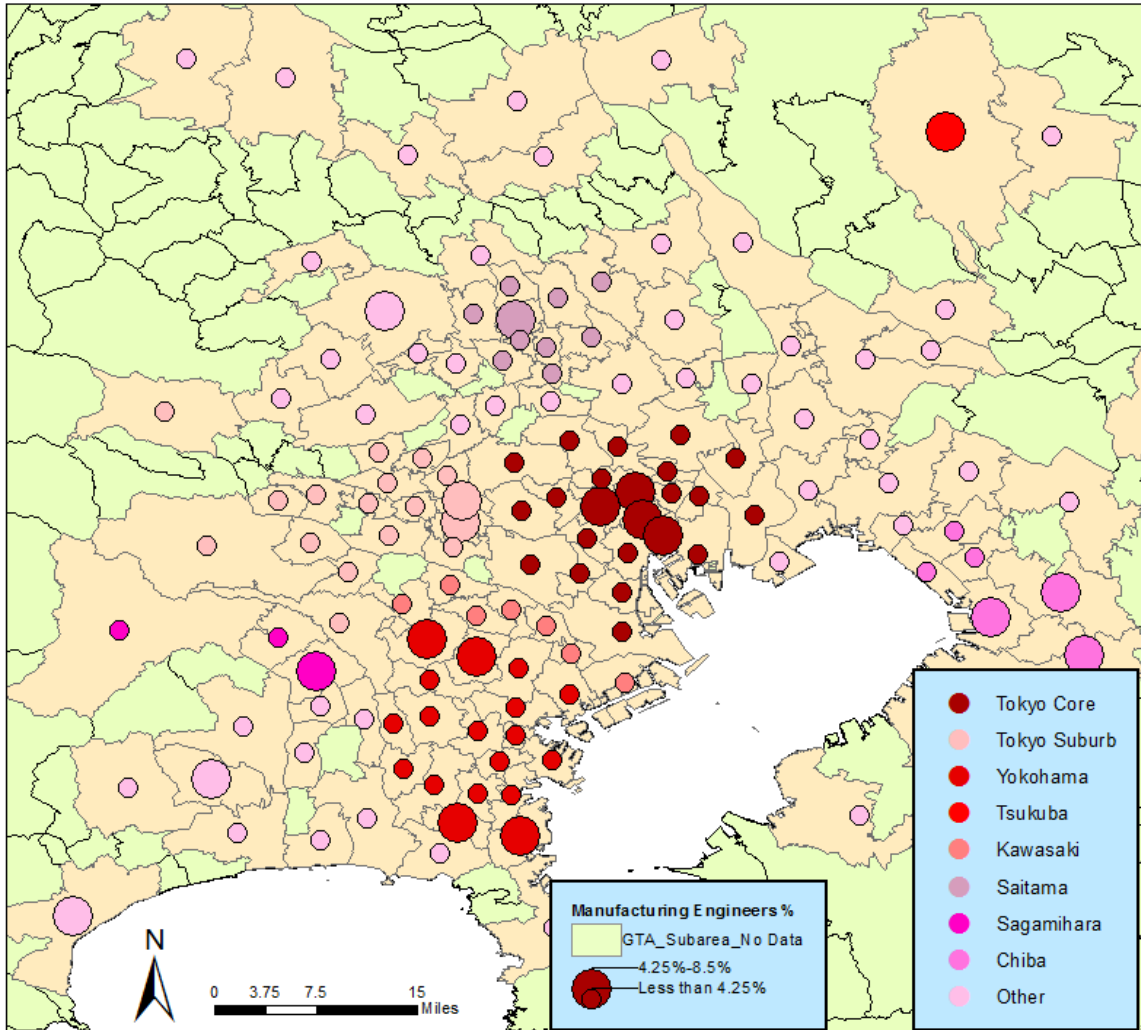 Tokyo Core
Tokyo Suburb
Yokohama
Tsukuba
Kawasaki
Saitama
Sagamihara
Chiba
Other
Manufacturing Engineers %
GTA_Subarea_No Data
4.25%-8.5%
Less than 4.25%
N
0 3.75 7.5 15
Miles